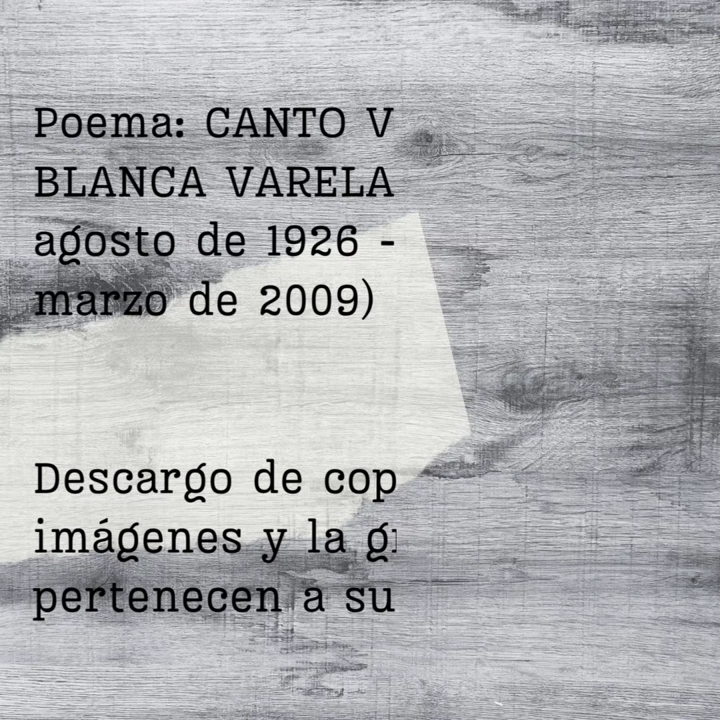 Poema: CANTO V
BLANCA VARELA
agosto de 1926 -
marzo de 2009)
Descargo de cop
imágenes y la
pertenecen a su